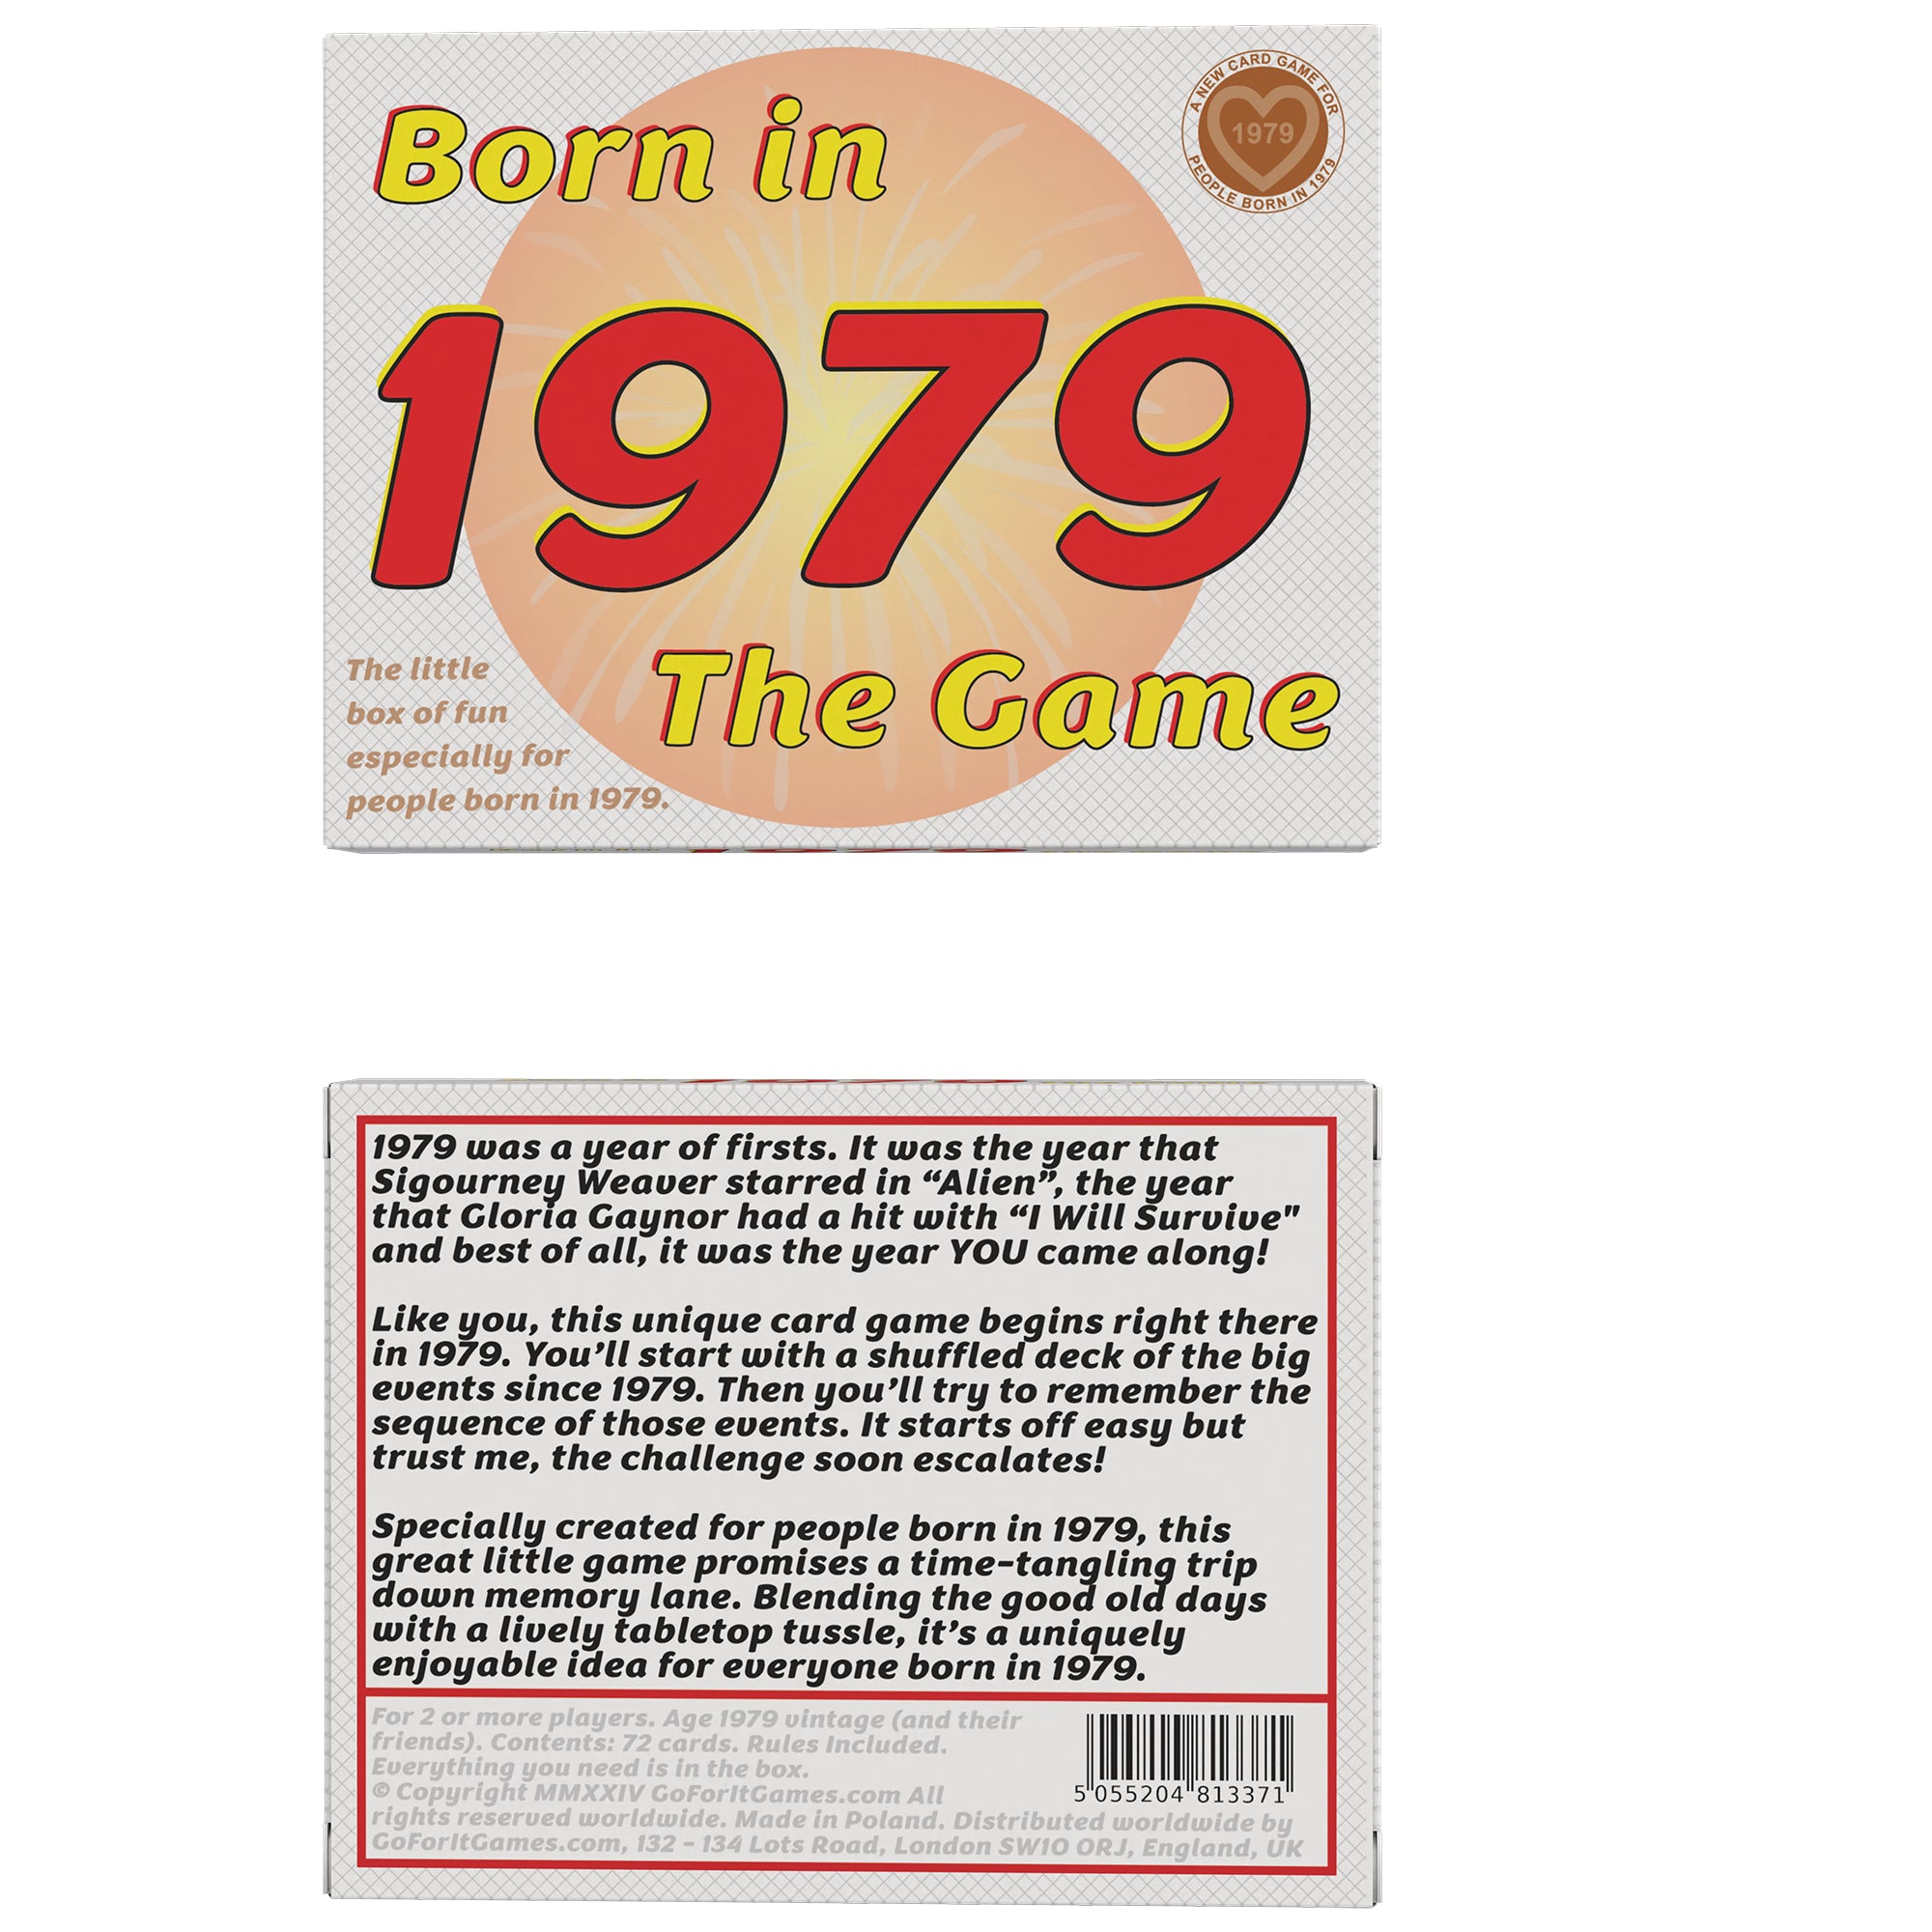 Born in
A NEW CARD GAME FOR
1979
PEOPLE BORN IN 1979
1979
The Game
The little
box of fun
especially for
people born in 1979.
1979 was a year of firsts. It was the year that
Sigourney Weaver starred in “Alien”, the year
that Gloria Gaynor had a hit with “I Will Survive"
and best of all, it was the year YOU came along!
Like you, this unique card game begins right there
in 1979. You’ll start with a shuffled deck of the big
events since 1979. Then you’ll try to remember the
sequence of those events. It starts off easy but
trust me, the challenge soon escalates!
Specially created for people born in 1979, this
great little game promises a time-tangling trip
down memory lane. Blending the good old days
with a lively tabletop tussle, it’s a uniquely
enjoyable idea for everyone born in 1979.
For 2 or more players. Age 1979 vintage (and their
friends). Contents: 72 cards. Rules Included.
Everything you need is in the box.
© Copyright MMXXIV GoForItGames.com All
rights reserved worldwide. Made in Poland. Distributed worldwide by
GoForItGames.com, 132 - 134 Lots Road, London SW10 0RJ, England, UK
5 055204 813371